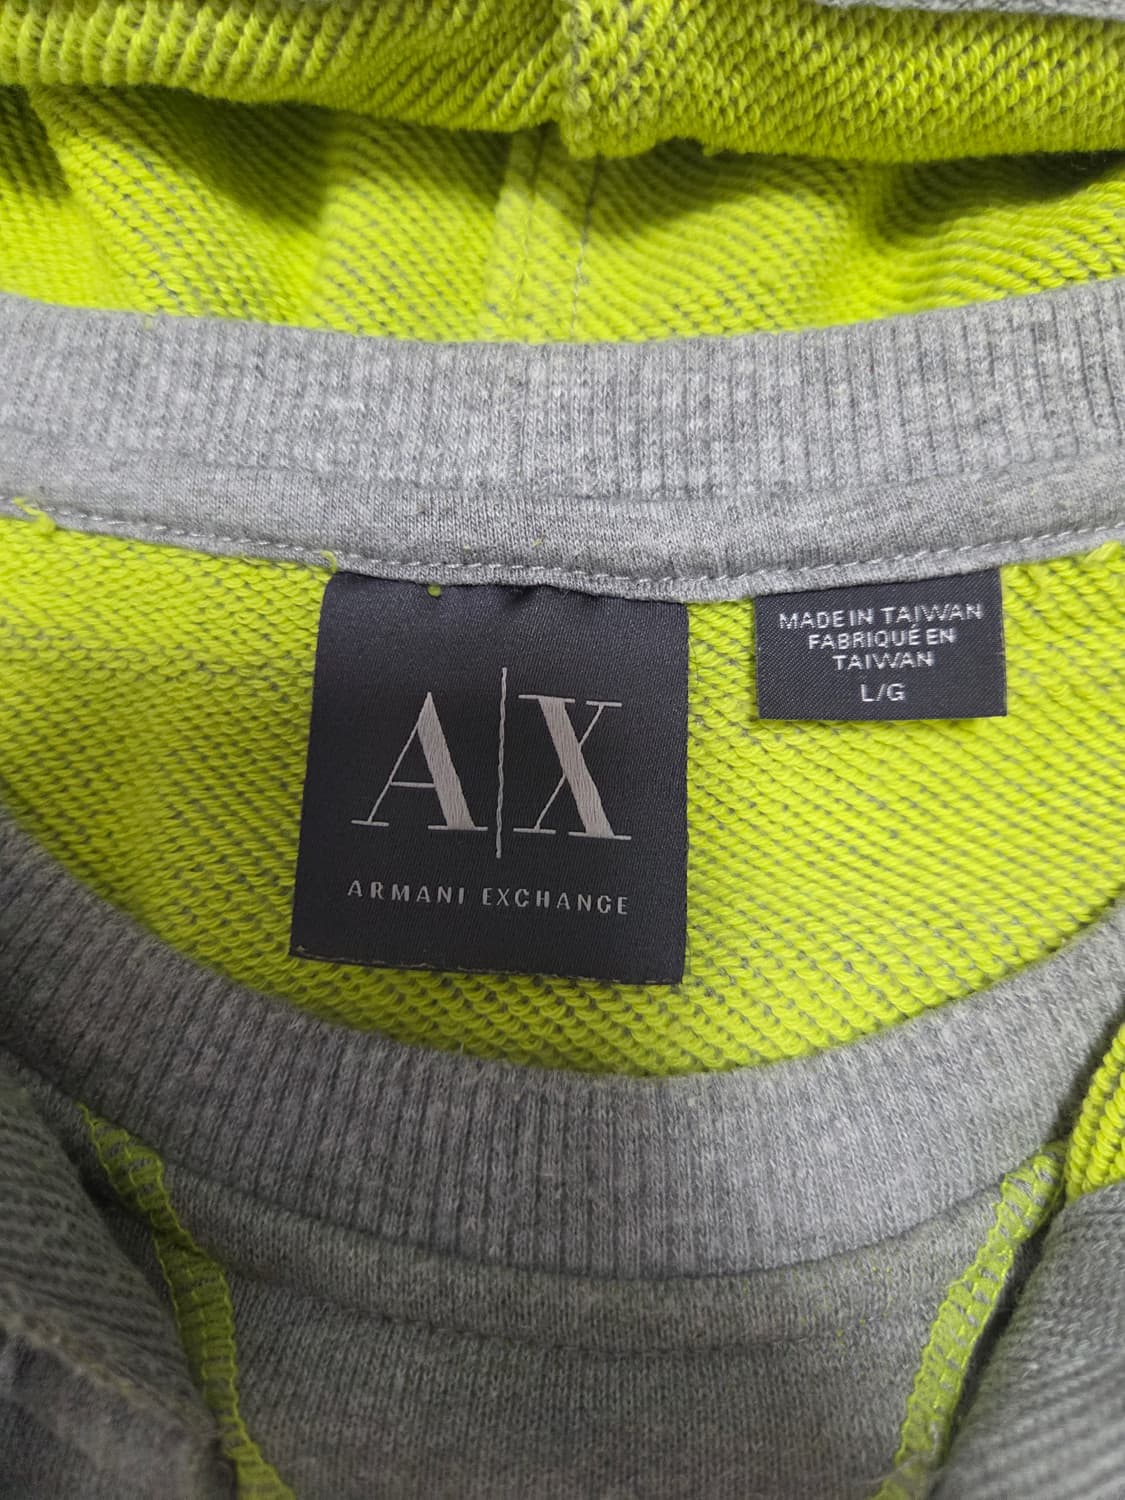 A|X
ARMANI EXCHANGE
MADE IN TAIWAN
FABRIQUÉ EN
TAIWAN
L/G